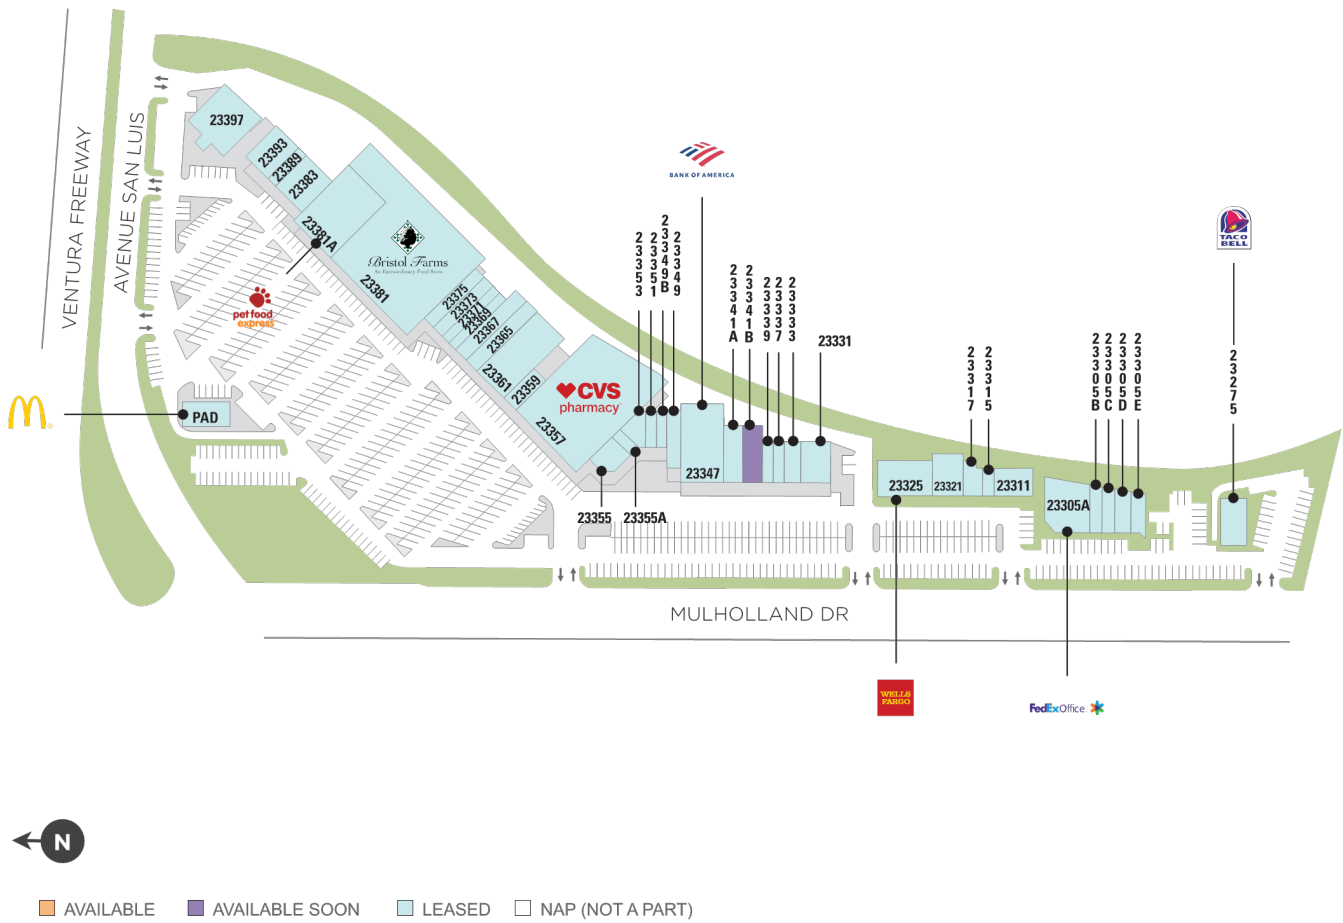 VENTURA FREEWAY
AVENUE SAN LUIS
23397
23393
23389
23383
23381A
Bristol Farms
An Extraordinary Food Store
23381
pet food
express
23375
23373
23371
23369
23367
23365
23361
23359
CVS
pharmacy
23357
PAD
BANK OF AMERICA
23353
23351
23349B
23349
23347
23341A
23341B
23339
23337
23333
23331
23355
23355A
23325
23321
23317
23315
23311
23305A
23305B
23305C
23305D
23305E
TACO
BELL
23275
MULHOLLAND DR
WELLS
FARGO
FedEx Office
N
AVAILABLE
AVAILABLE SOON
LEASED
NAP (NOT A PART)